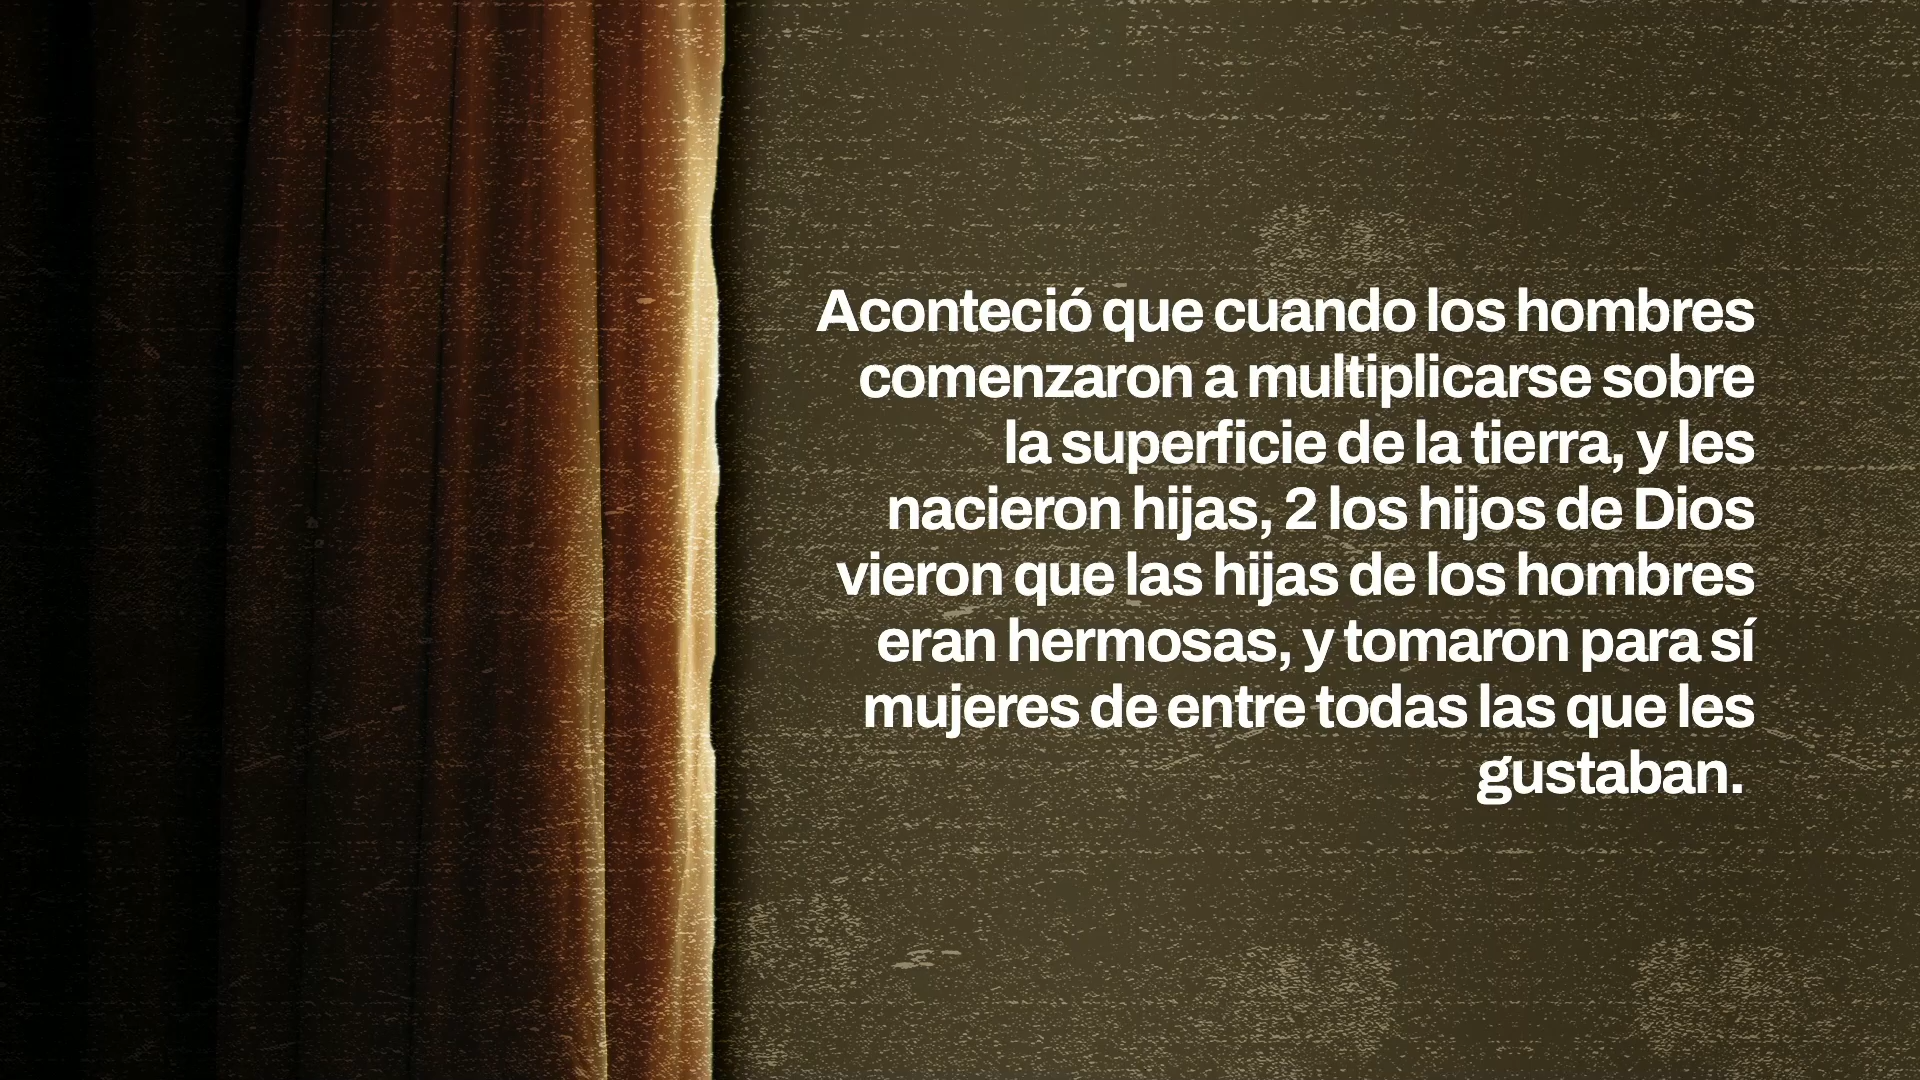 Aconteció que cuando los hombres
comenzaron a multiplicarse sobre
la superficie de la tierra, y les
nacieron hijas, 2 los hijos de Dios
vieron que las hijas de los hombres
eran hermosas, y tomaron para sí
mujeres de entre todas las que les
gustaban.